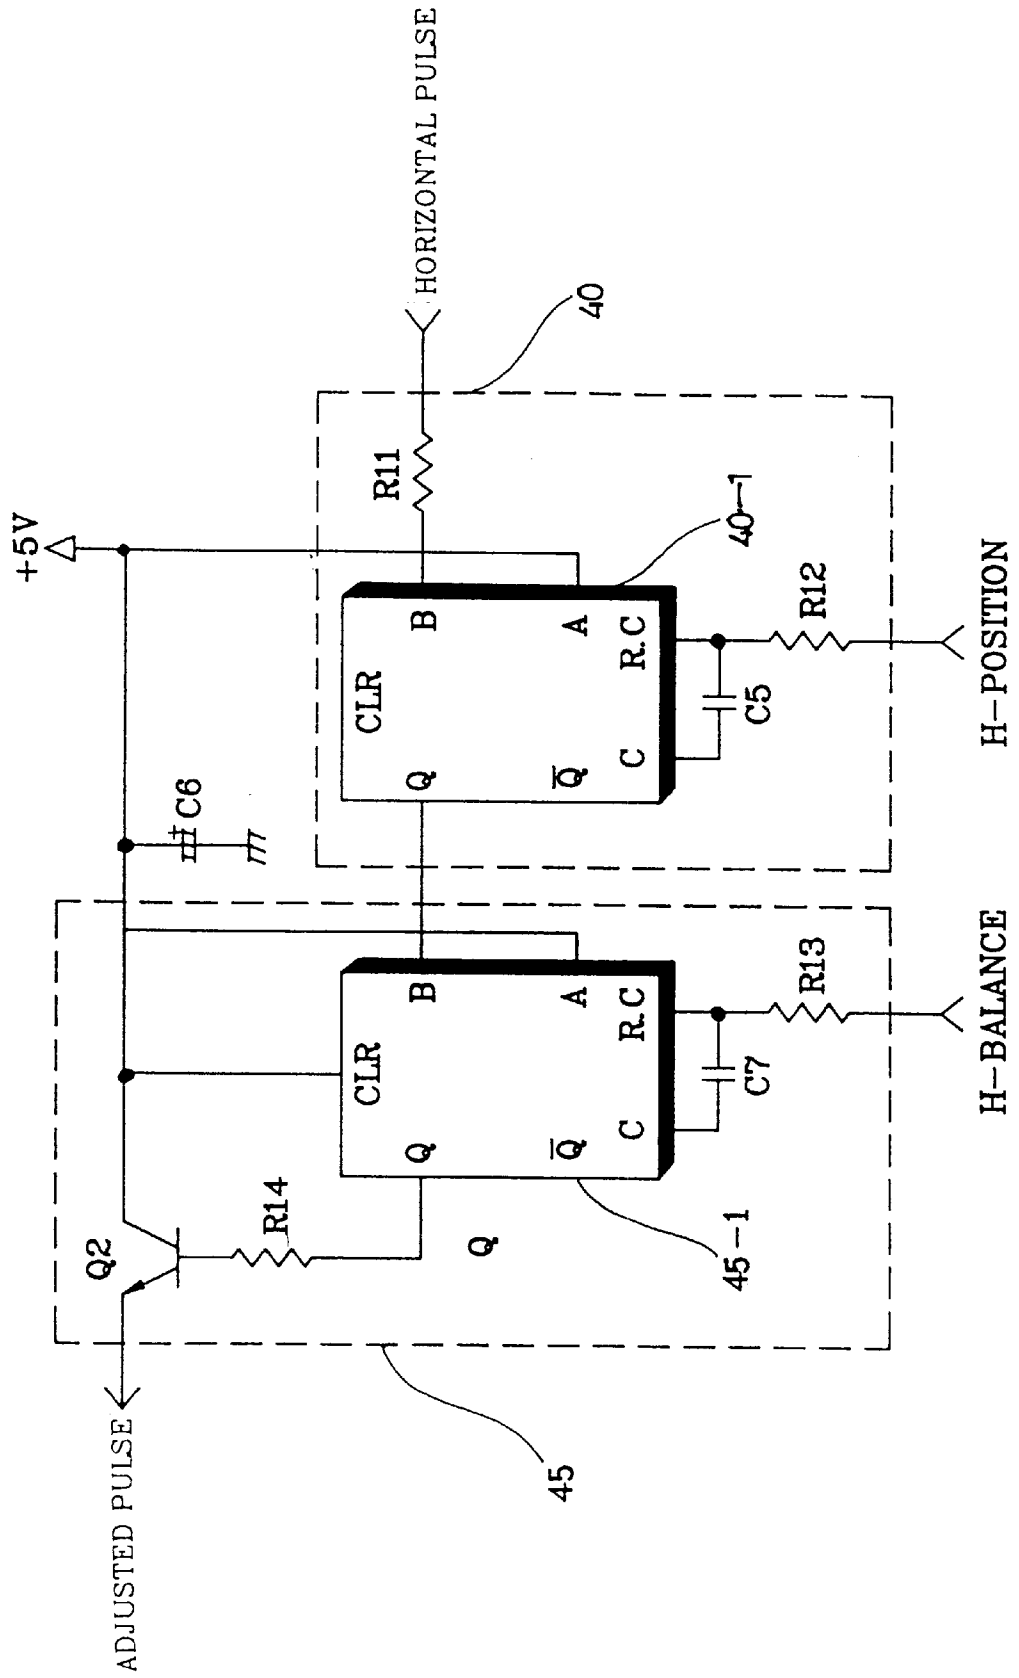 +5V
HORIZONTAL PULSE
40
R11
40-1
B
A
CLR
R.C
Q
Q̅
C
R12
C5
H-POSITION
C6
B
A
CLR
R.C
Q
Q̅
C
R13
C7
H-BALANCE
45-1
Q
R14
Q2
45
ADJUSTED PULSE